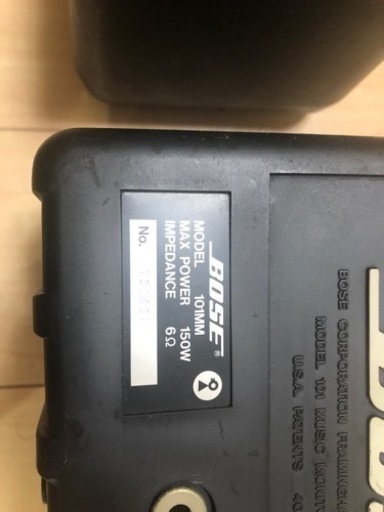 BOSE®
MODEL 101MM
MAX POWER 150W
IMPEDANCE 6Ω
No.
BOSE CORPORATION
MODEL 101 MUSIC
U.S.A. PATENTS